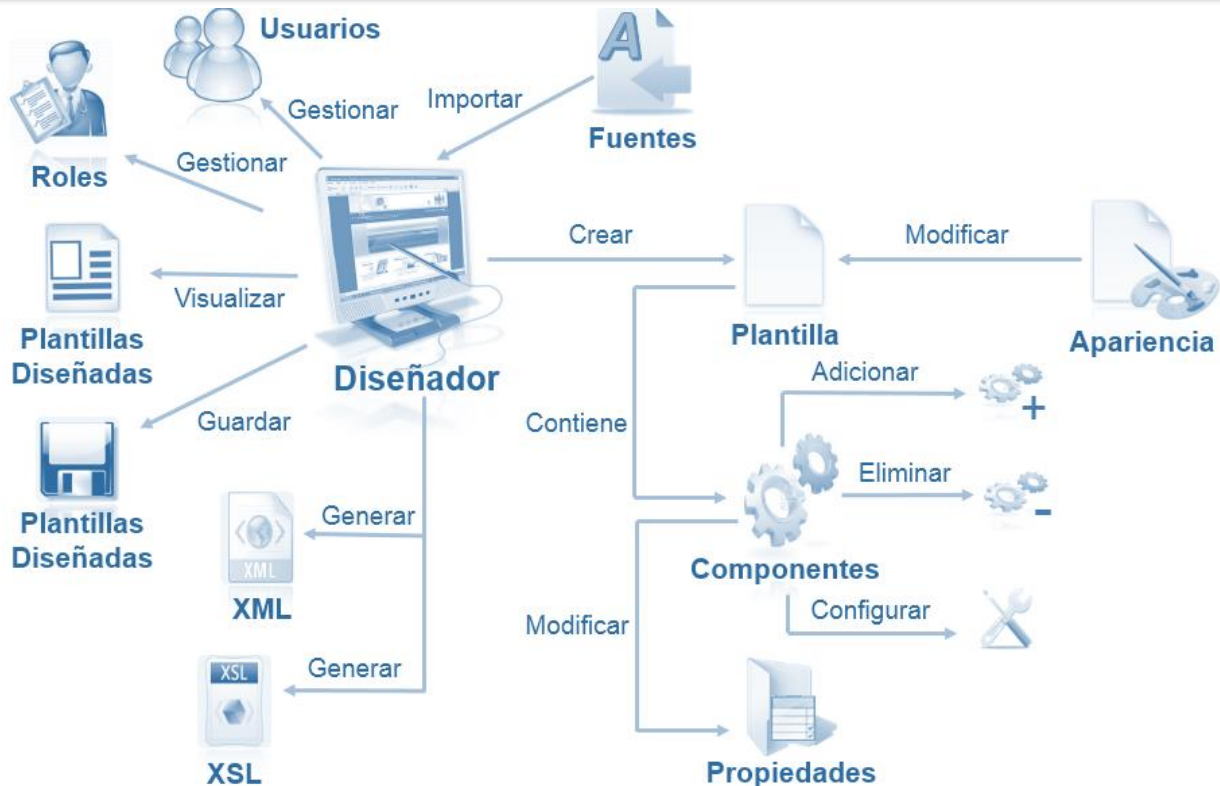 Usuarios
Gestionar
Importar
Fuentes
Roles
Gestionar
Crear
Modificar
Visualizar
Plantillas
Diseñadas
Diseñador
Plantilla
Apariencia
Adicionar
Guardar
Contiene
Eliminar
Plantillas
Diseñadas
Generar
XML
XML
Componentes
Configurar
Modificar
Generar
XSL
XSL
Propiedades
A
+
-